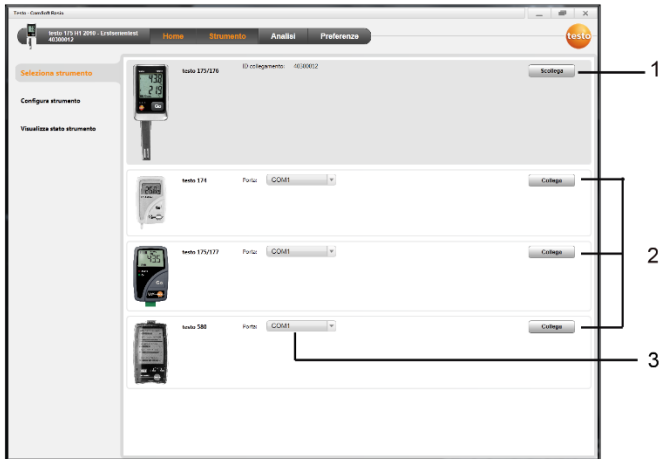 Testo - ComSoft Basic
testo 175 H1 2010 - Ersteinrient
40300012
Home Strumento Analisi Preferenze
testo
Seleziona strumento
Configura strumento
Visualizza stato strumento
testo 175/176 ID collegamento: 40300012 Scollega
1
testo 174 Porta: COM1 Collega
testo 175/177 Porta: COM1 Collega
2
testo 580 Porta: COM1 Collega
3